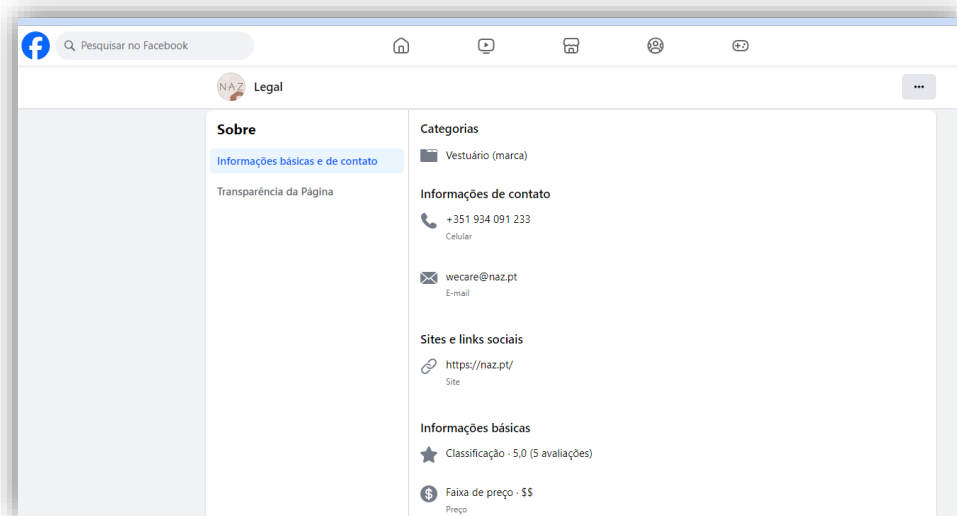 Pesquisar no Facebook
NAZ
Legal
Sobre
Informações básicas e de contato
Transparência da Página
Categorias
Vestuário (marca)
Informações de contato
+351 934 091 233
Celular
wecare@naz.pt
E-mail
Sites e links sociais
https://naz.pt/
Site
Informações básicas
Classificação · 5,0 (5 avaliações)
Faixa de preço · $$
Preço